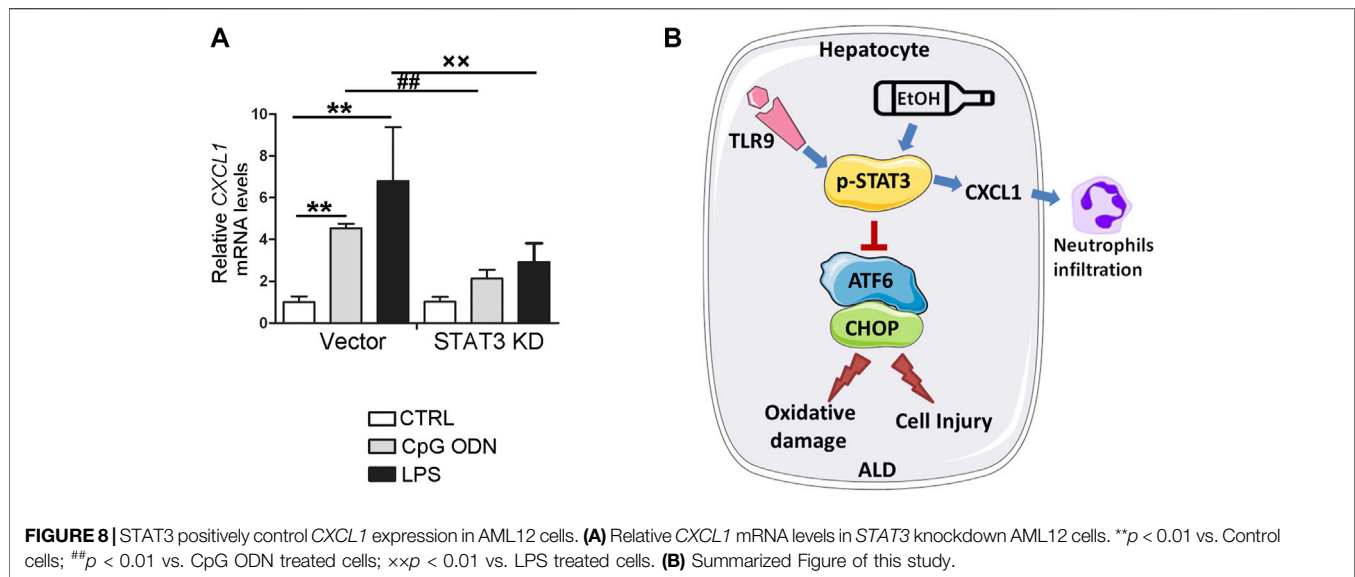 A
××
##
**
**
Relative CXCL1
mRNA levels
10
8
6
4
2
0
Vector
STAT3 KD
CTRL
CpG ODN
LPS
B
Hepatocyte
EtOH
TLR9
p-STAT3
CXCL1
Neutrophils
infiltration
ATF6
CHOP
Oxidative
damage
Cell Injury
ALD
FIGURE 8 | STAT3 positively control CXCL1 expression in AML12 cells. (A) Relative CXCL1 mRNA levels in STAT3 knockdown AML12 cells. **p < 0.01 vs. Control
cells; ##p < 0.01 vs. CpG ODN treated cells; ××p < 0.01 vs. LPS treated cells. (B) Summarized Figure of this study.